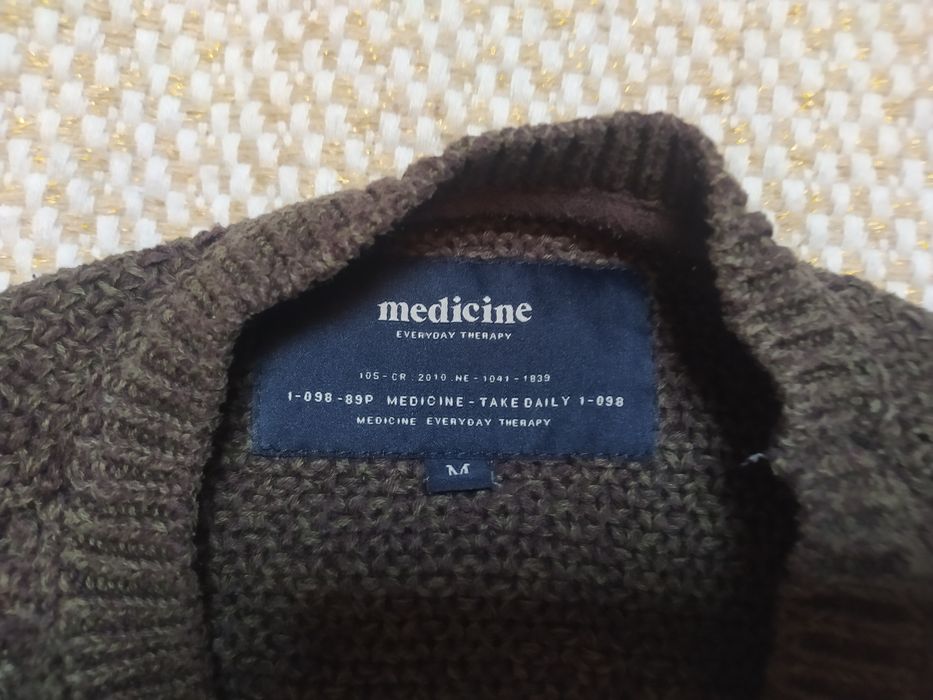 medicine
EVERYDAY THERAPY
105-CR.2010.NE-1041-1839
1-098-89P MEDICINE-TAKE DAILY 1-098
MEDICINE EVERYDAY THERAPY
M